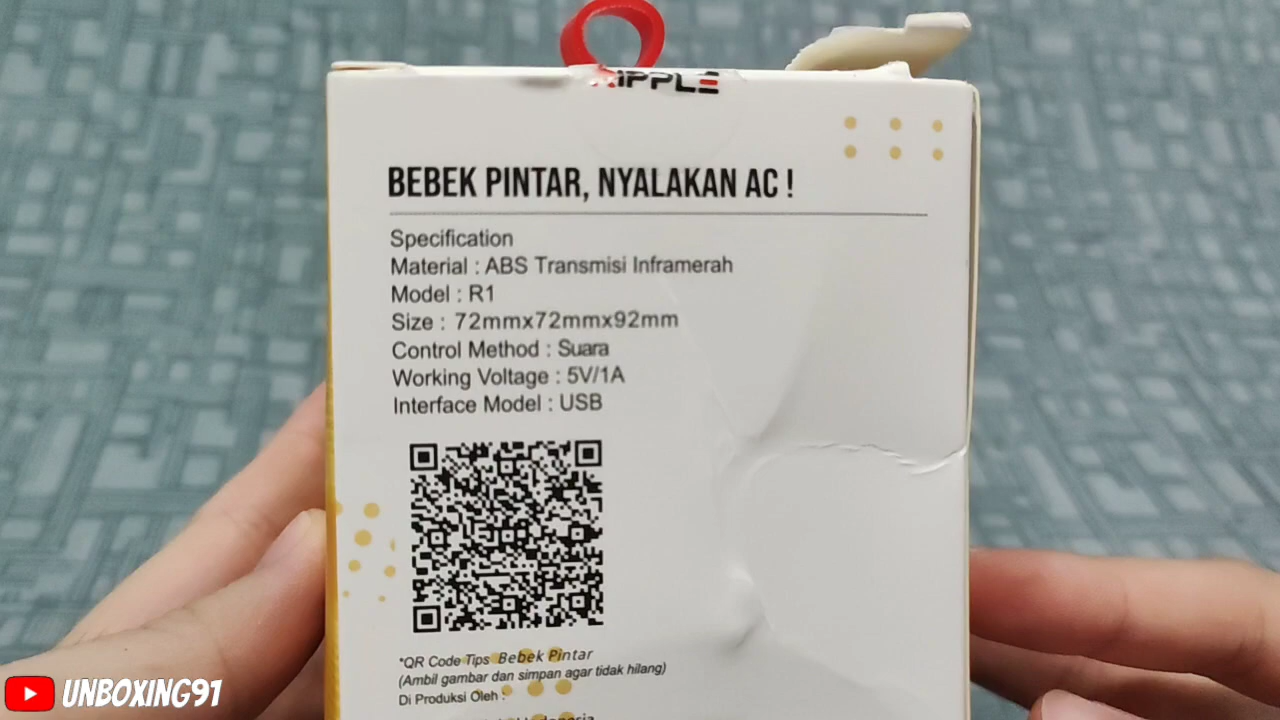 RIPPLE
BEBEK PINTAR, NYALAKAN AC !
Specification
Material : ABS Transmisi Inframerah
Model : R1
Size : 72mmx72mmx92mm
Control Method : Suara
Working Voltage : 5V/1A
Interface Model : USB
*QR Code Tips Bebek Pintar
(Ambil gambar dan simpan agar tidak hilang)
Di Produksi Oleh :
Indonesia
UNBOXING91